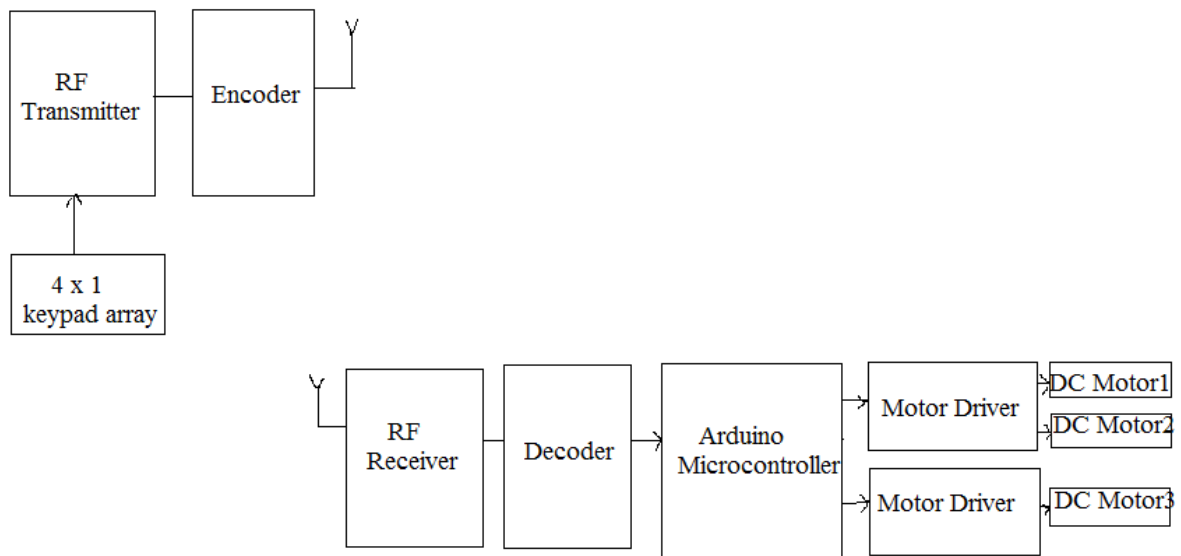 RF
Transmitter
Encoder
4 x 1
keypad array
RF
Receiver
Decoder
Arduino
Microcontroller
Motor Driver
DC Motor1
DC Motor2
Motor Driver
DC Motor3